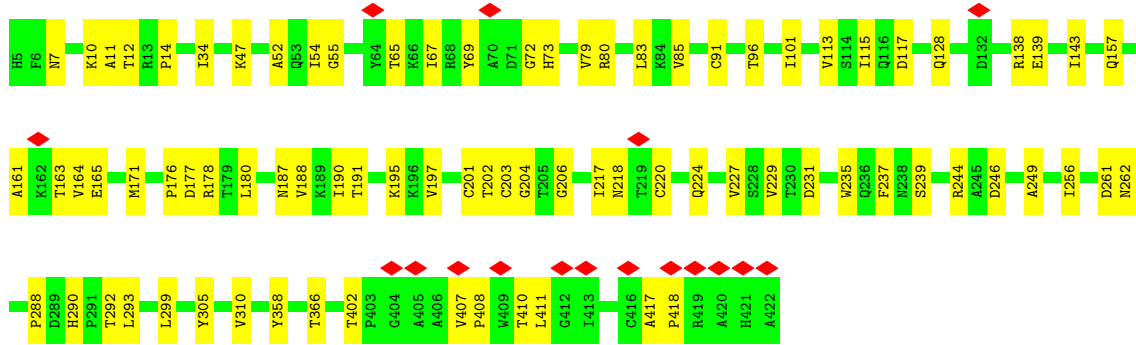 H5 F6 N7 K10 A11 T12 R13 P14 I34 K47 A52 Q53 I54 G55 Y64 T65 K66 I67 R68 Y69 A70 D71 G72 H73 V79 R80 L83 K84 V85 C91 T96 I101 V113 S114 I115 Q116 D117 Q128 D132 R138 E139 I143 Q157
A161 K162 T163 V164 E165 M171 P176 D177 R178 T179 L180 N187 V188 K189 I190 T191 K195 K196 V197 C201 T202 C203 G204 T205 G206 I217 N218 T219 C220 Q224 V227 S228 V229 T230 D231 W235 Q236 F237 N238 S239 R244 A245 D246 A249 I256 D261 N262
P288 D289 H290 P291 T292 L293 L299 Y305 V310 Y358 T366 T402 P403 G404 A405 A406 V407 P408 W409 T410 L411 G412 I413 C416 A417 P418 R419 A420 H421 A422